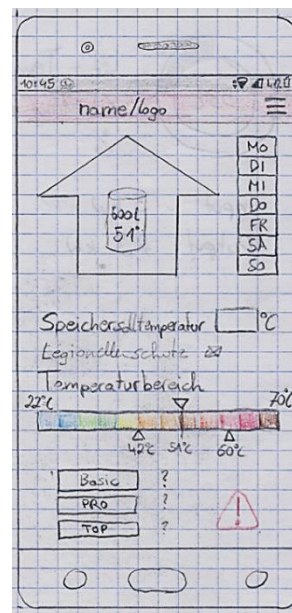 10:45
name/logo
MO
DI
MI
DO
FR
SA
SO
51°
Speichersolltemperatur °C
Legionellenschutz
Temperaturbereich
22°C 70°C
42°C 51°C 60°C
Basic ?
PRO ?
TOP ?
!